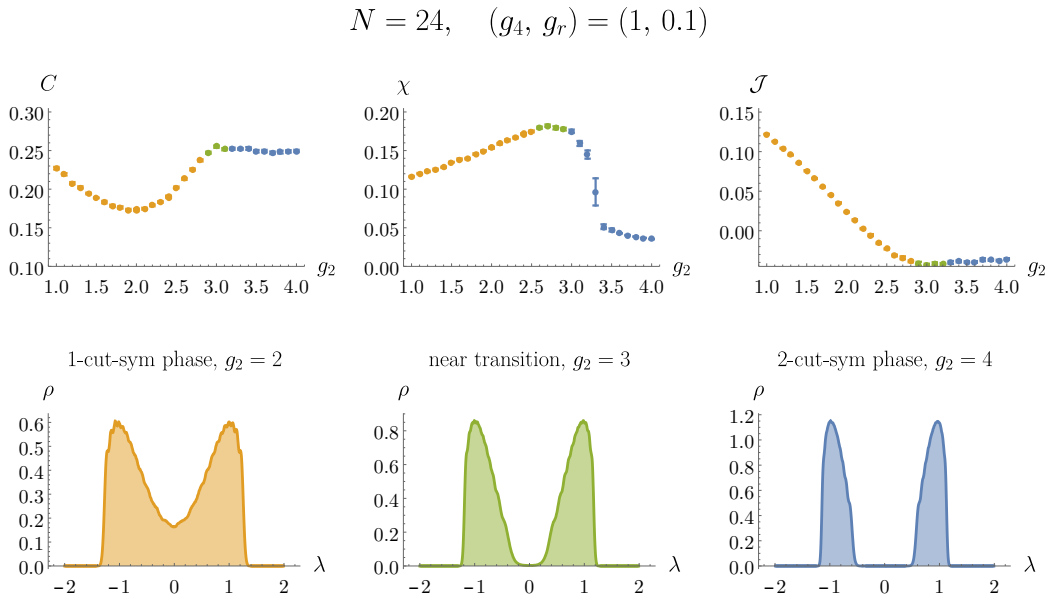 N = 24, (g₄, gᵣ) = (1, 0.1)
C
0.30
0.25
0.20
0.15
0.10
1.0 1.5 2.0 2.5 3.0 3.5 4.0
g₂
χ
0.20
0.15
0.10
0.00
1.0 1.5 2.0 2.5 3.0 3.5 4.0
g₂
𝒥
0.15
0.10
0.05
0.00
1.0 1.5 2.0 2.5 3.0 3.5 4.0
g₂
1-cut-sym phase, g₂ = 2
ρ
0.6
0.5
0.4
0.3
0.2
0.1
0.0
−2 −1 0 1 2
λ
near transition, g₂ = 3
ρ
0.8
0.6
0.4
0.2
0.0
−2 −1 0 1 2
λ
2-cut-sym phase, g₂ = 4
ρ
1.2
1.0
0.8
0.6
0.4
0.2
0.0
−2 −1 0 1 2
λ